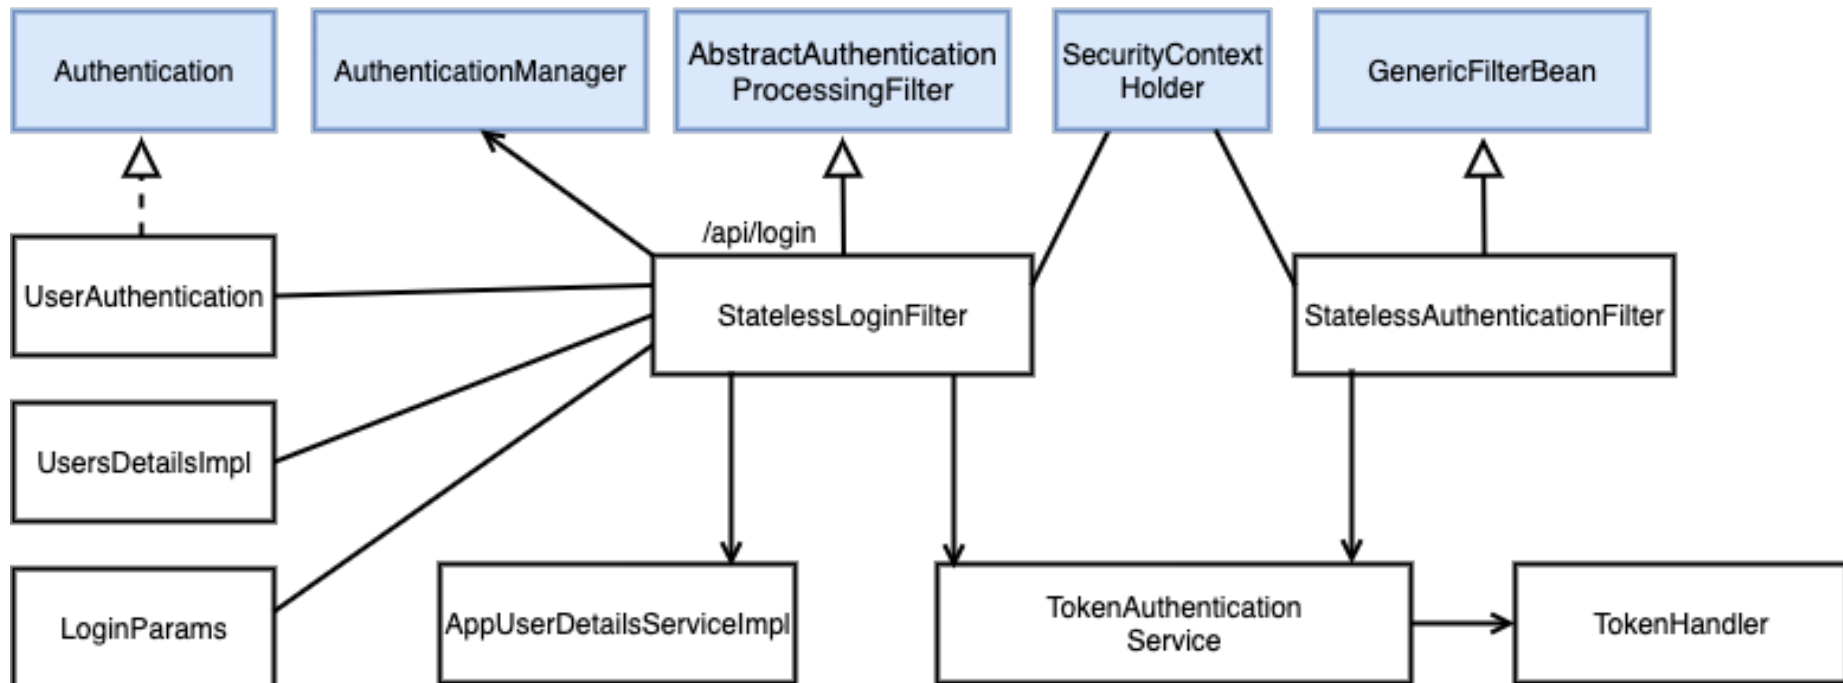 Authentication
AuthenticationManager
AbstractAuthentication
ProcessingFilter
SecurityContext
Holder
GenericFilterBean
/api/login
UserAuthentication
StatelessLoginFilter
StatelessAuthenticationFilter
UsersDetailsImpl
LoginParams
AppUserDetailsServiceImpl
TokenAuthentication
Service
TokenHandler